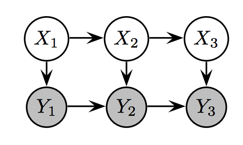 X₁ X₂ X₃
Y₁ Y₂ Y₃